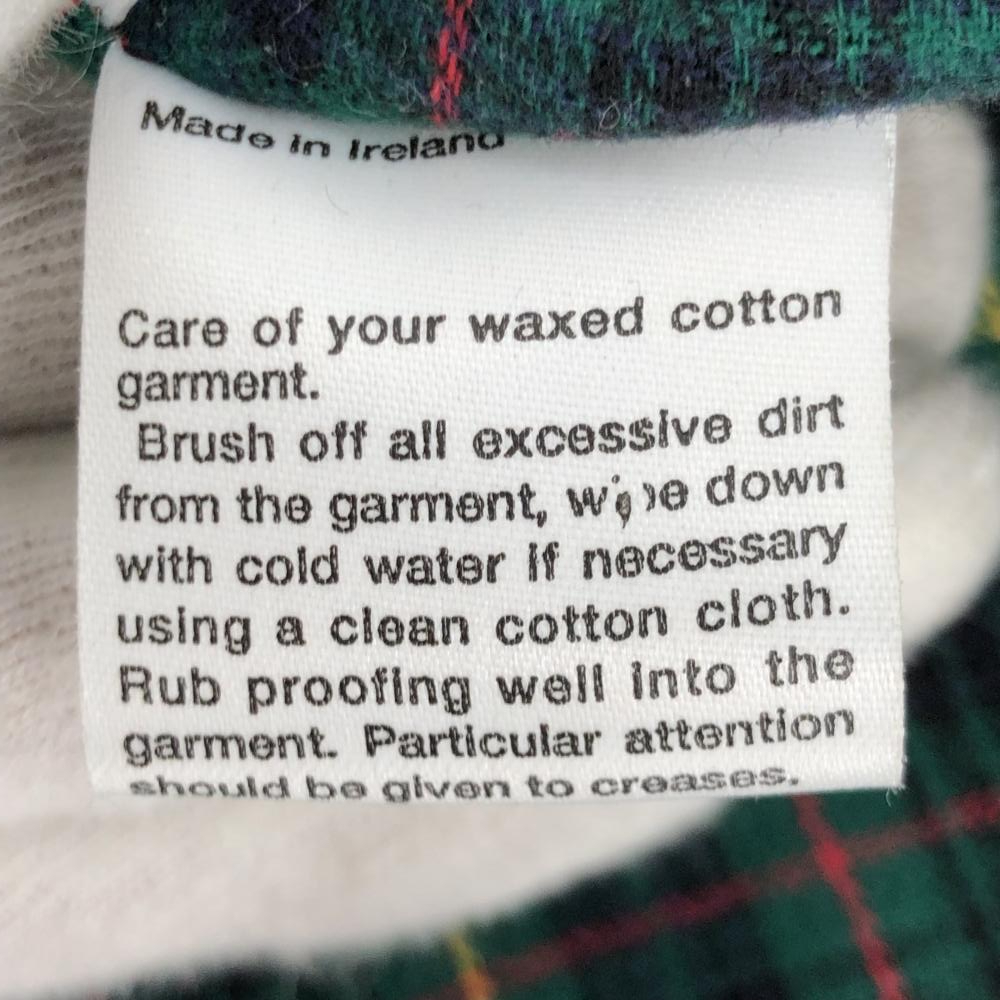 Made in Ireland
Care of your waxed cotton
garment.
Brush off all excessive dirt
from the garment, wipe down
with cold water if necessary
using a clean cotton cloth.
Rub proofing well into the
garment. Particular attention
should be given to creases.